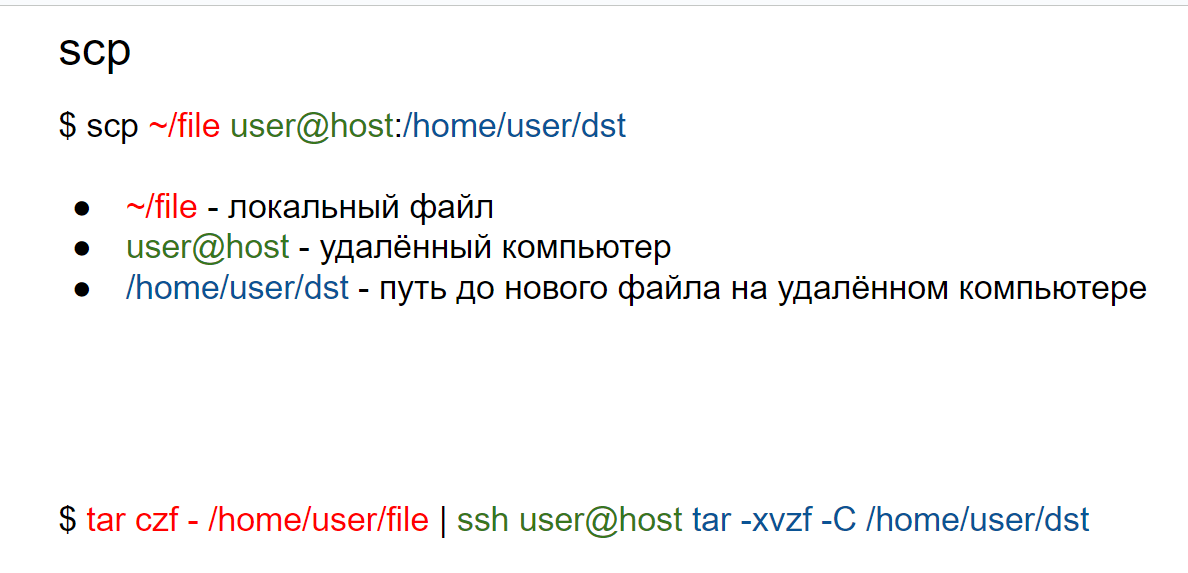 scp
$ scp ~/file user@host:/home/user/dst
● ~/file - локальный файл
● user@host - удалённый компьютер
● /home/user/dst - путь до нового файла на удалённом компьютере
$ tar czf - /home/user/file | ssh user@host tar -xvzf -C /home/user/dst